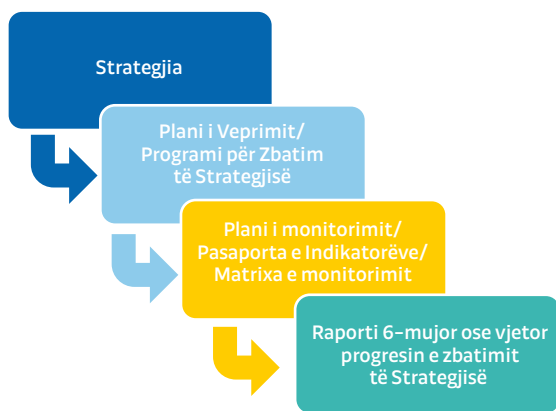 Strategjia
Plani i Veprimit/
Programi për Zbatim
të Strategjisë
Plani i monitorimit/
Pasaporta e Indikatorëve/
Matrixa e monitorimit
Raporti 6-mujor ose vjetor
progresin e zbatimit
të Strategjisë